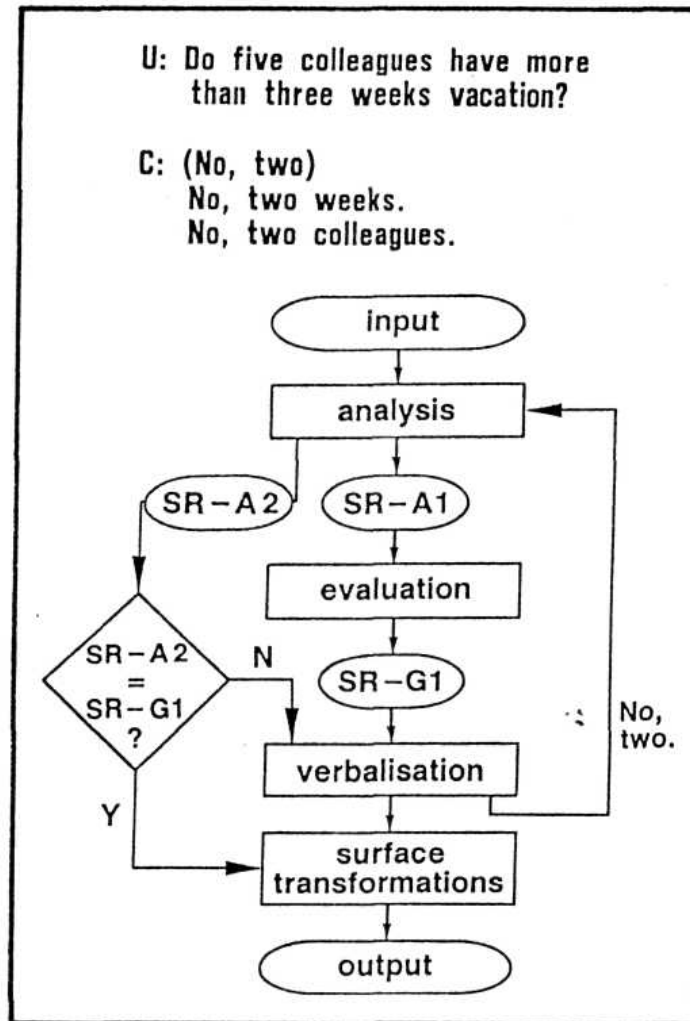 U: Do five colleagues have more
than three weeks vacation?
C: (No, two)
No, two weeks.
No, two colleagues.
input
analysis
SR-A2
SR-A1
evaluation
SR-A2
=
SR-G1
?
N
SR-G1
No,
two.
verbalisation
Y
surface
transformations
output